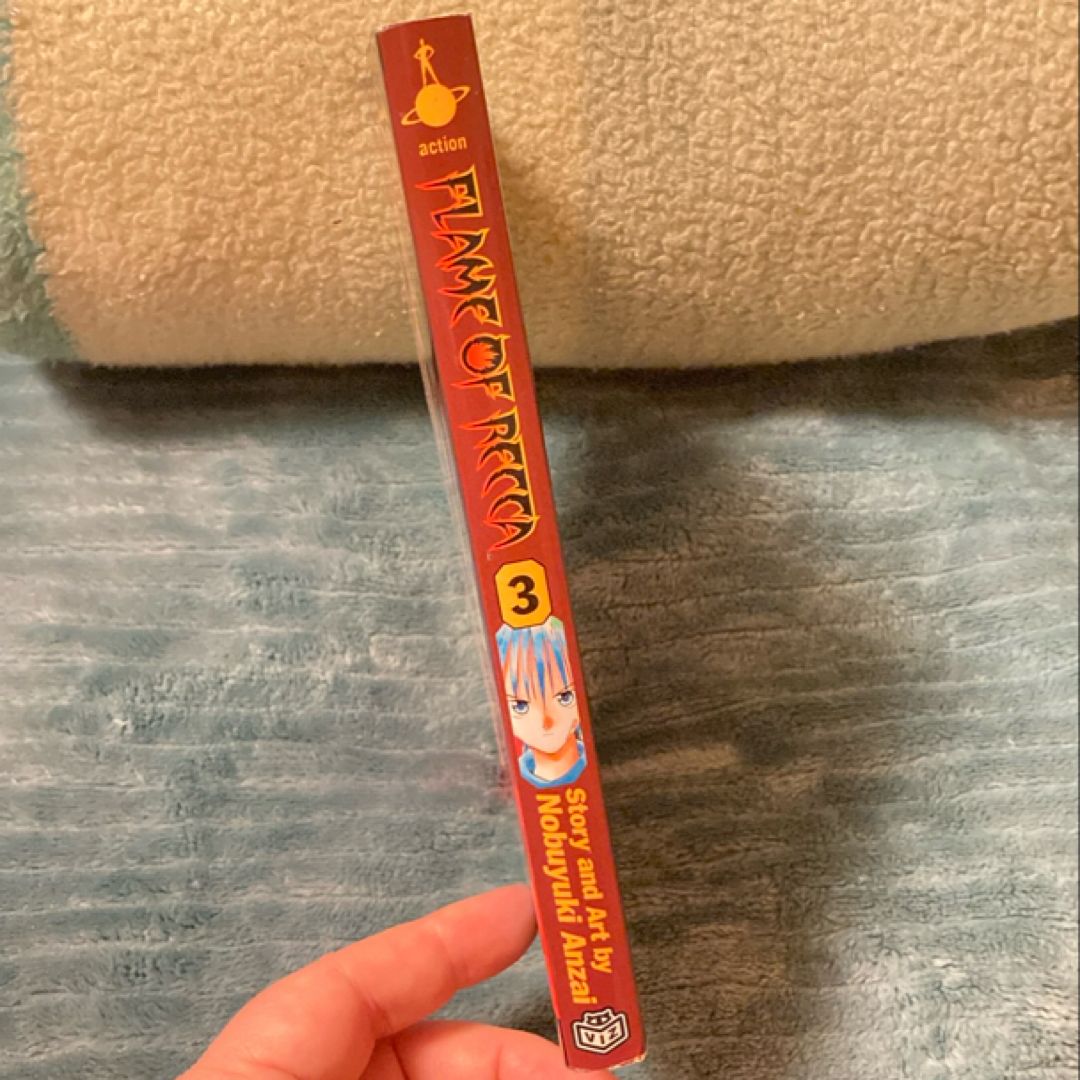 action
FLAME OF RECCA
3
Story and Art by
Nobuyuki Anzai
VIZ